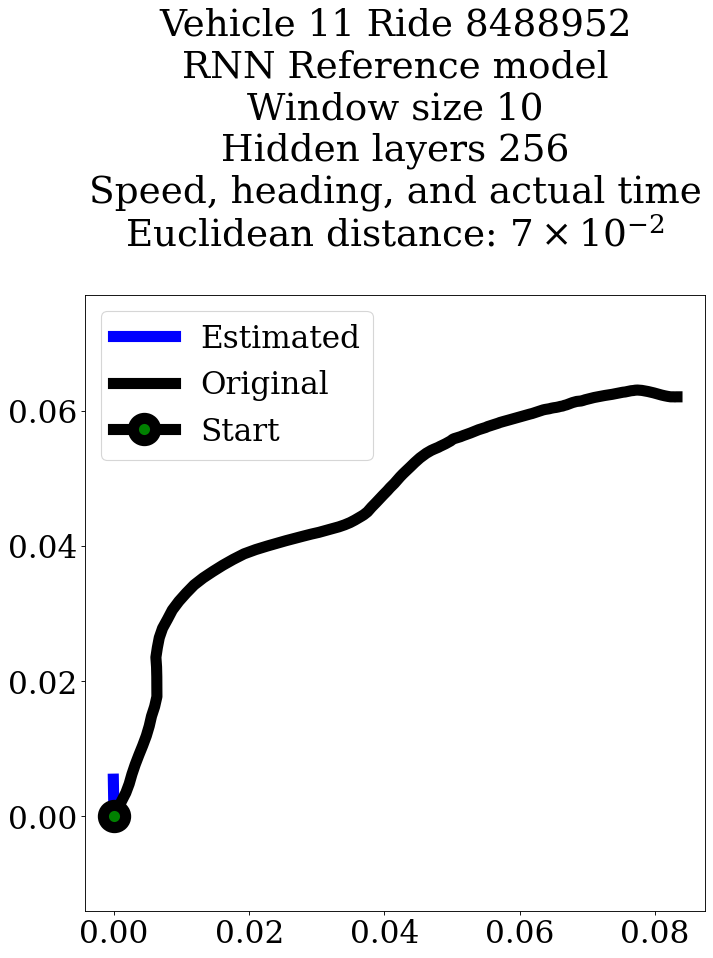 Vehicle 11 Ride 8488952
RNN Reference model
Window size 10
Hidden layers 256
Speed, heading, and actual time
Euclidean distance: 7 × 10⁻²
Estimated
Original
Start
0.06
0.04
0.02
0.00
0.00 0.02 0.04 0.06 0.08